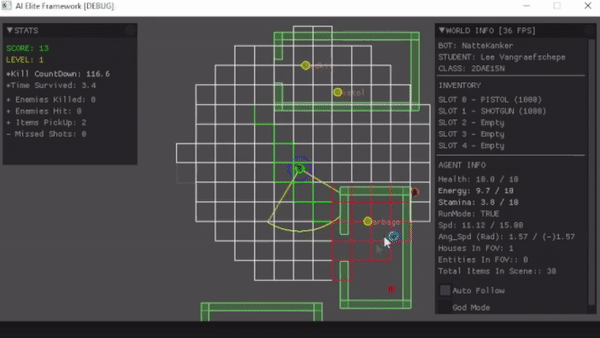 AI Elite Framework [DEBUG]
▼STATS
SCORE: 13
LEVEL: 1
+Kill CountDown: 116.6
+Time Survived: 3.4
+ Enemies Killed: 0
+ Enemies Hit: 0
+ Items PickUp: 2
- Missed Shots: 0
Garbage
▼WORLD INFO [36 FPS]
BOT: NatteKanker
STUDENT: Lee Vangraefschepe
CLASS: 2DAE15N
INVENTORY
SLOT 0 - PISTOL (1000)
SLOT 1 - SHOTGUN (1000)
SLOT 2 - Empty
SLOT 3 - Empty
SLOT 4 - Empty
AGENT INFO
Health: 10.0 / 10
Energy: 9.7 / 10
Stamina: 3.8 / 10
RunMode: TRUE
Spd: 11.12 / 15.00
Ang_Spd (Rad): 1.57 / (-)1.57
Houses In FOV: 1
Entities In FOV:: 0
Total Items In Scene:: 38
Auto Follow
God Mode